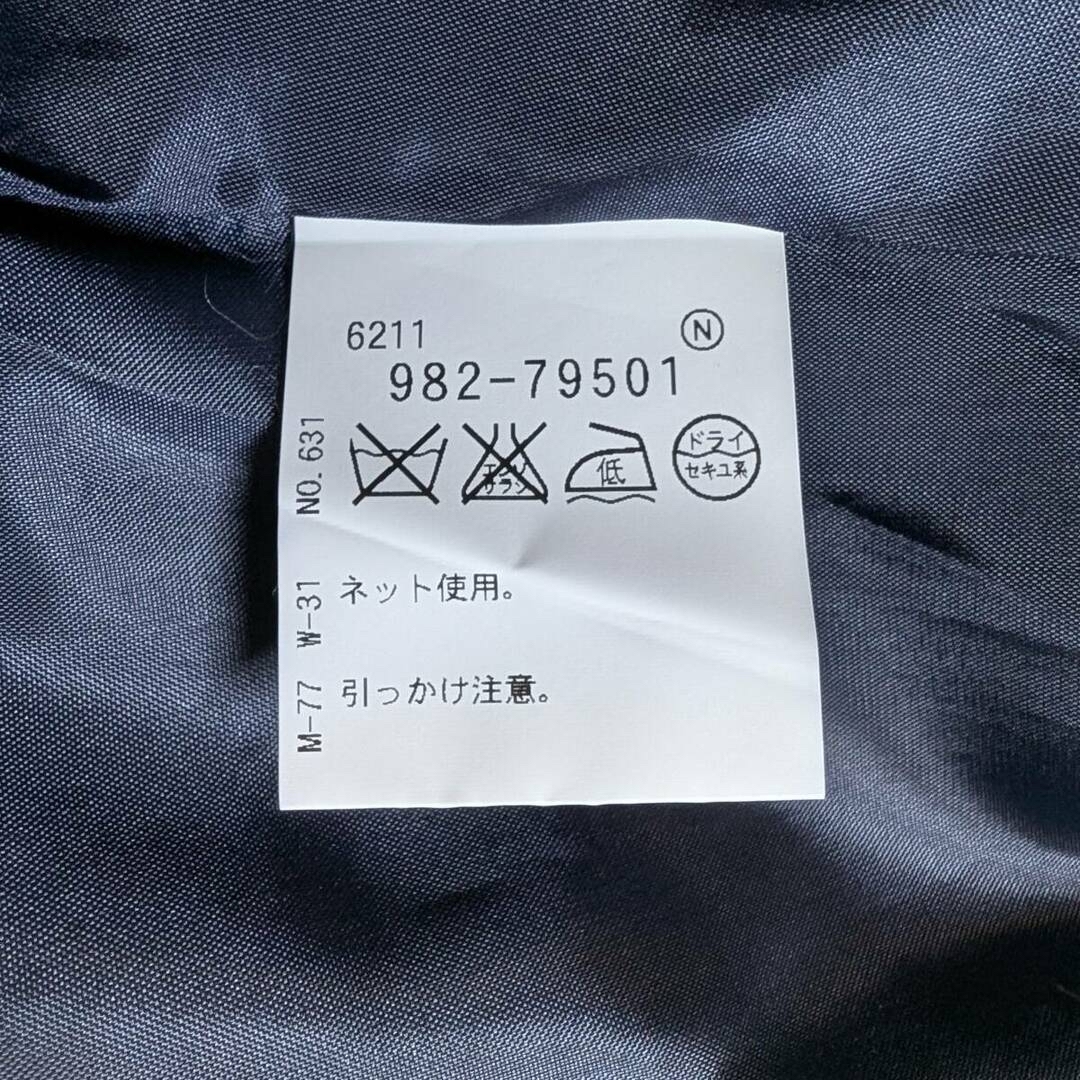 6211 Ⓝ
982-79501
エンソ
サラシ
低
ドライ
セキユ系
ネット使用。
引っかけ注意。
M-77 W-31 NO.631